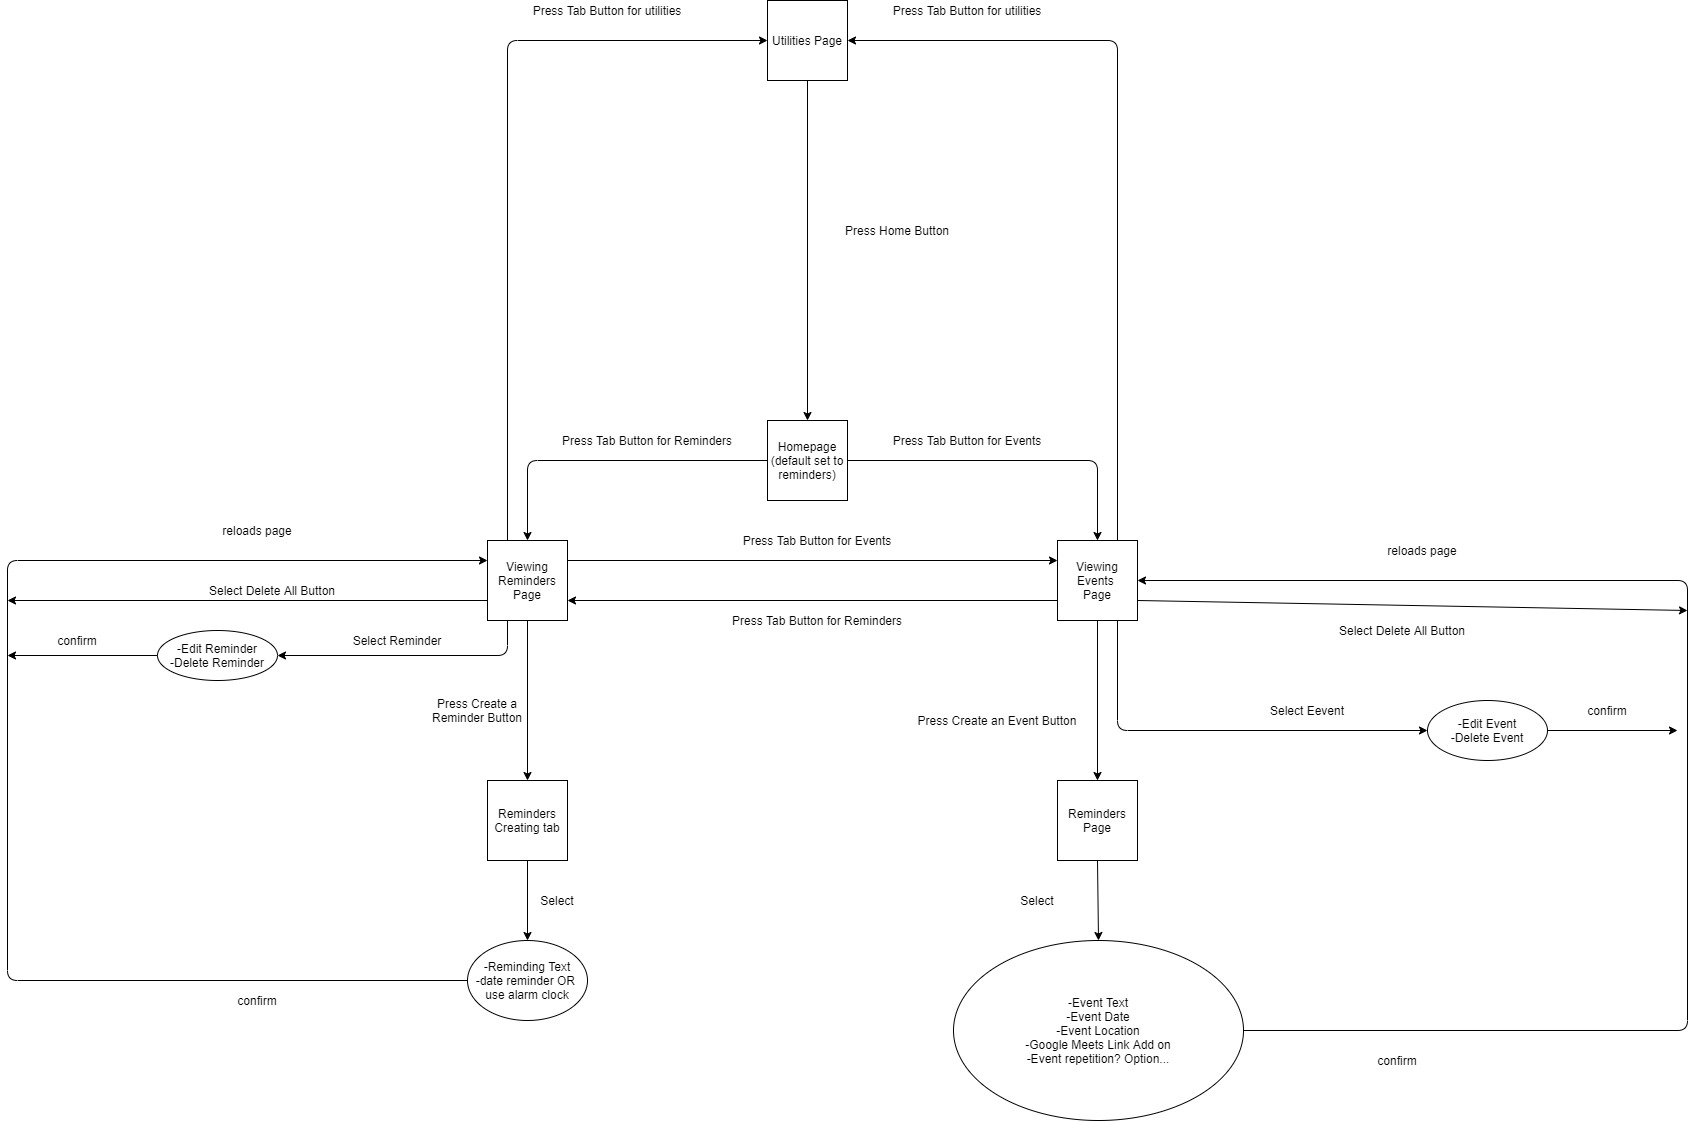 Press Tab Button for utilities
Press Tab Button for utilities
Utilities Page
Press Home Button
Press Tab Button for Reminders
Homepage
(default set to
reminders)
Press Tab Button for Events
reloads page
Press Tab Button for Events
reloads page
Viewing
Reminders
Page
Viewing
Events
Page
Select Delete All Button
Press Tab Button for Reminders
Select Delete All Button
confirm
-Edit Reminder
-Delete Reminder
Select Reminder
Press Create a
Reminder Button
Press Create an Event Button
Select Eevent
-Edit Event
-Delete Event
confirm
Reminders
Creating tab
Reminders
Page
Select
Select
-Reminding Text
-date reminder OR
use alarm clock
confirm
-Event Text
-Event Date
-Event Location
-Google Meets Link Add on
-Event repetition? Option...
confirm